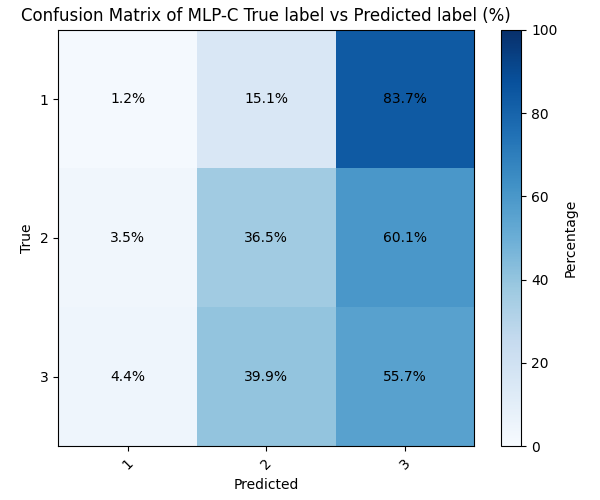 Confusion Matrix of MLP-C True label vs Predicted label (%)
1 1.2% 15.1% 83.7%
2 3.5% 36.5% 60.1%
3 4.4% 39.9% 55.7%
True
1 2 3
Predicted
100
80
60
40
20
0
Percentage